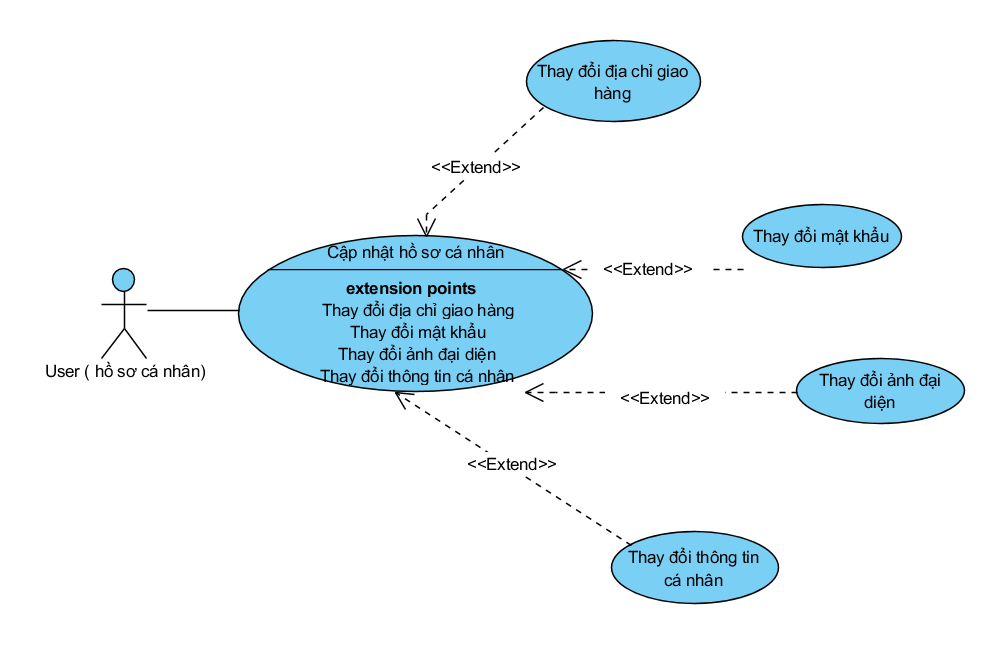 Thay đổi địa chỉ giao
hàng
<<Extend>>
Thay đổi mật khẩu
<<Extend>>
Cập nhật hồ sơ cá nhân
extension points
Thay đổi địa chỉ giao hàng
Thay đổi mật khẩu
Thay đổi ảnh đại diện
Thay đổi thông tin cá nhân
User ( hồ sơ cá nhân)
Thay đổi ảnh đại
diện
<<Extend>>
<<Extend>>
Thay đổi thông tin
cá nhân